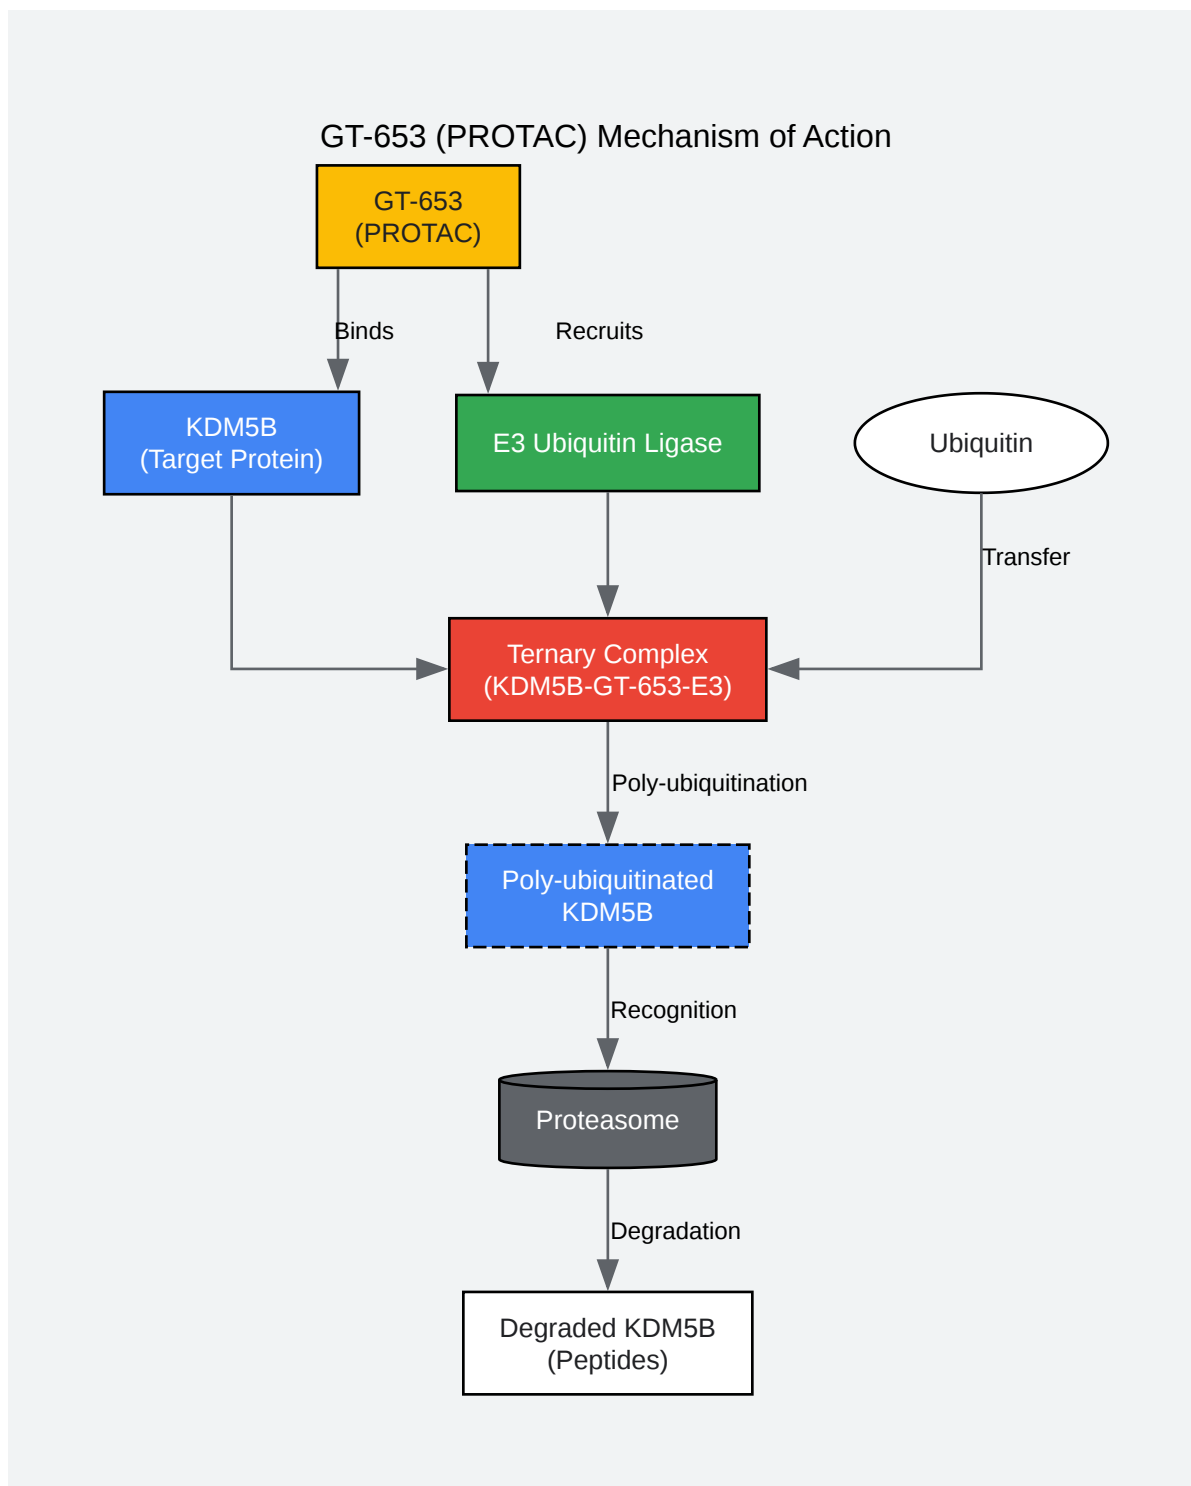 GT-653 (PROTAC) Mechanism of Action
GT-653
(PROTAC)
Binds
Recruits
KDM5B
(Target Protein)
E3 Ubiquitin Ligase
Ubiquitin
Transfer
Ternary Complex
(KDM5B-GT-653-E3)
Poly-ubiquitination
Poly-ubiquitinated
KDM5B
Recognition
Proteasome
Degradation
Degraded KDM5B
(Peptides)